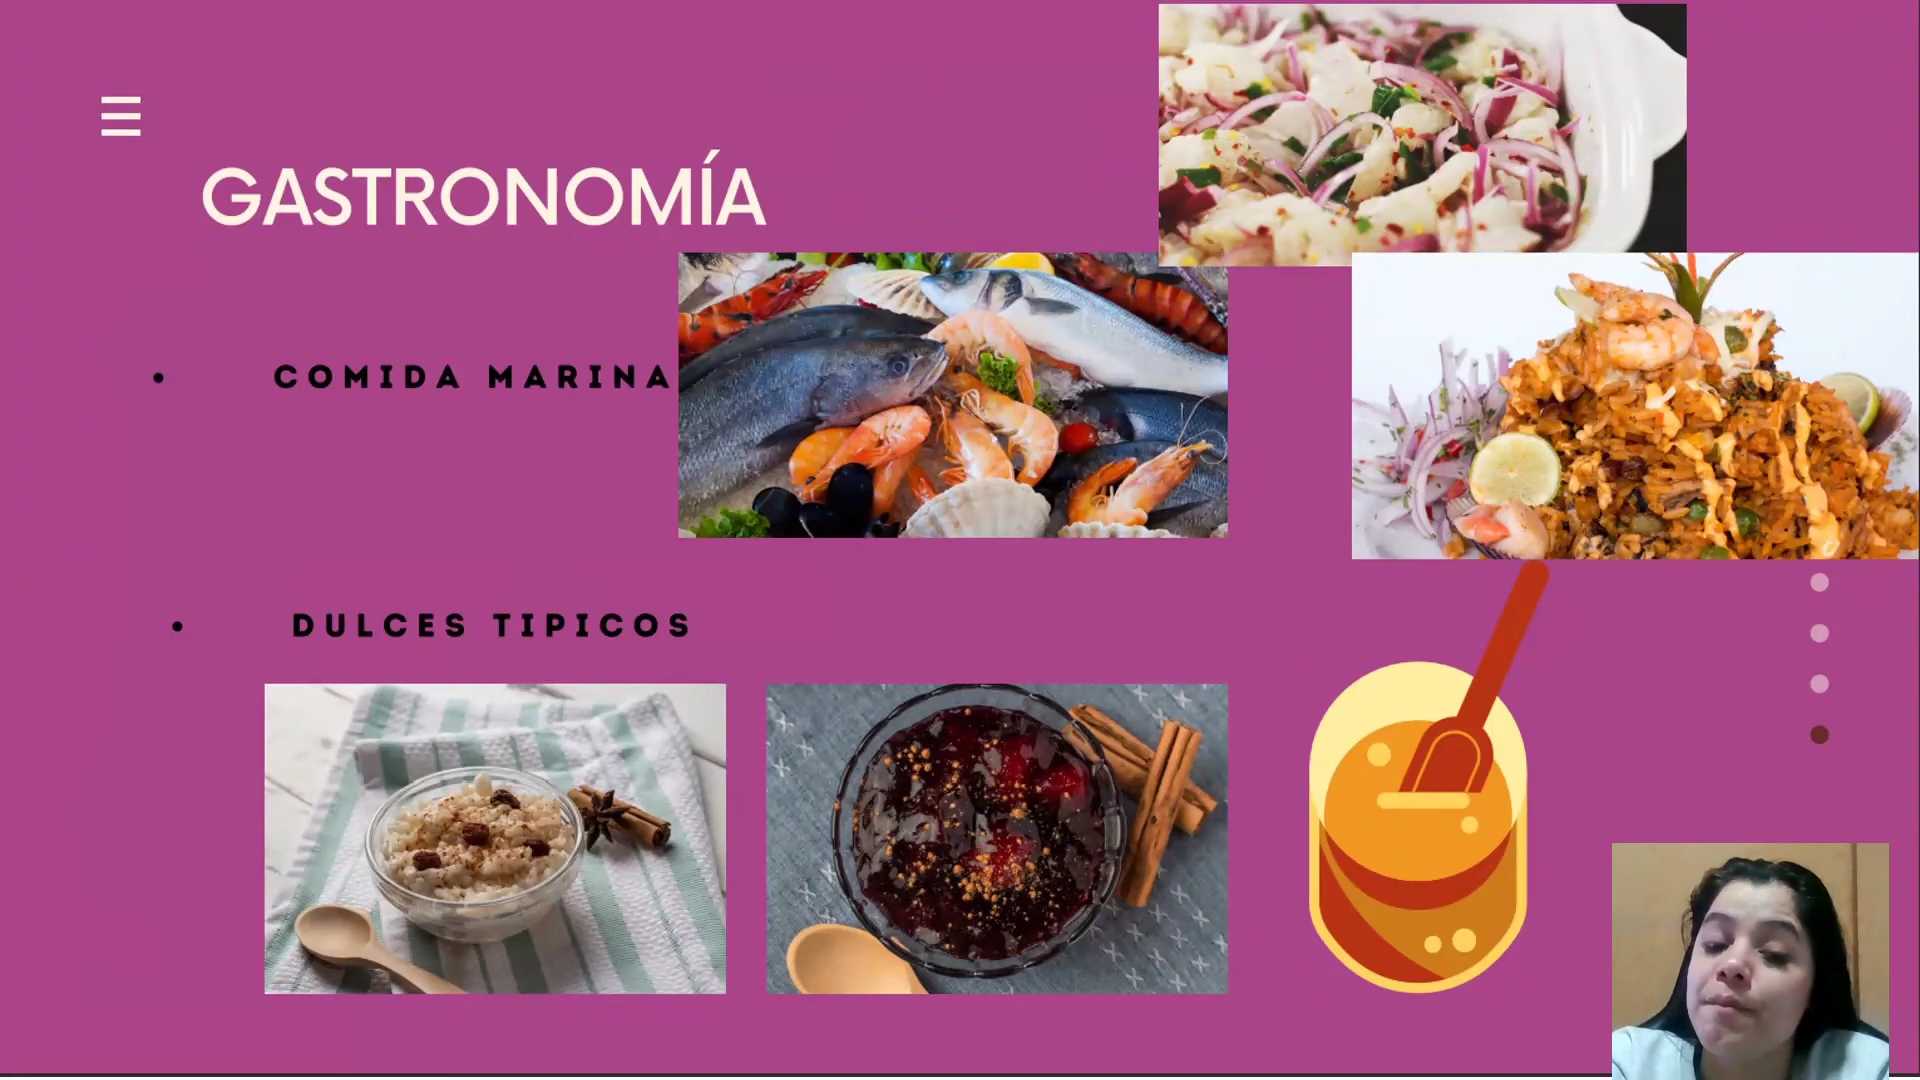 GASTRONOMÍA
• COMIDA MARINA
• DULCES TIPICOS